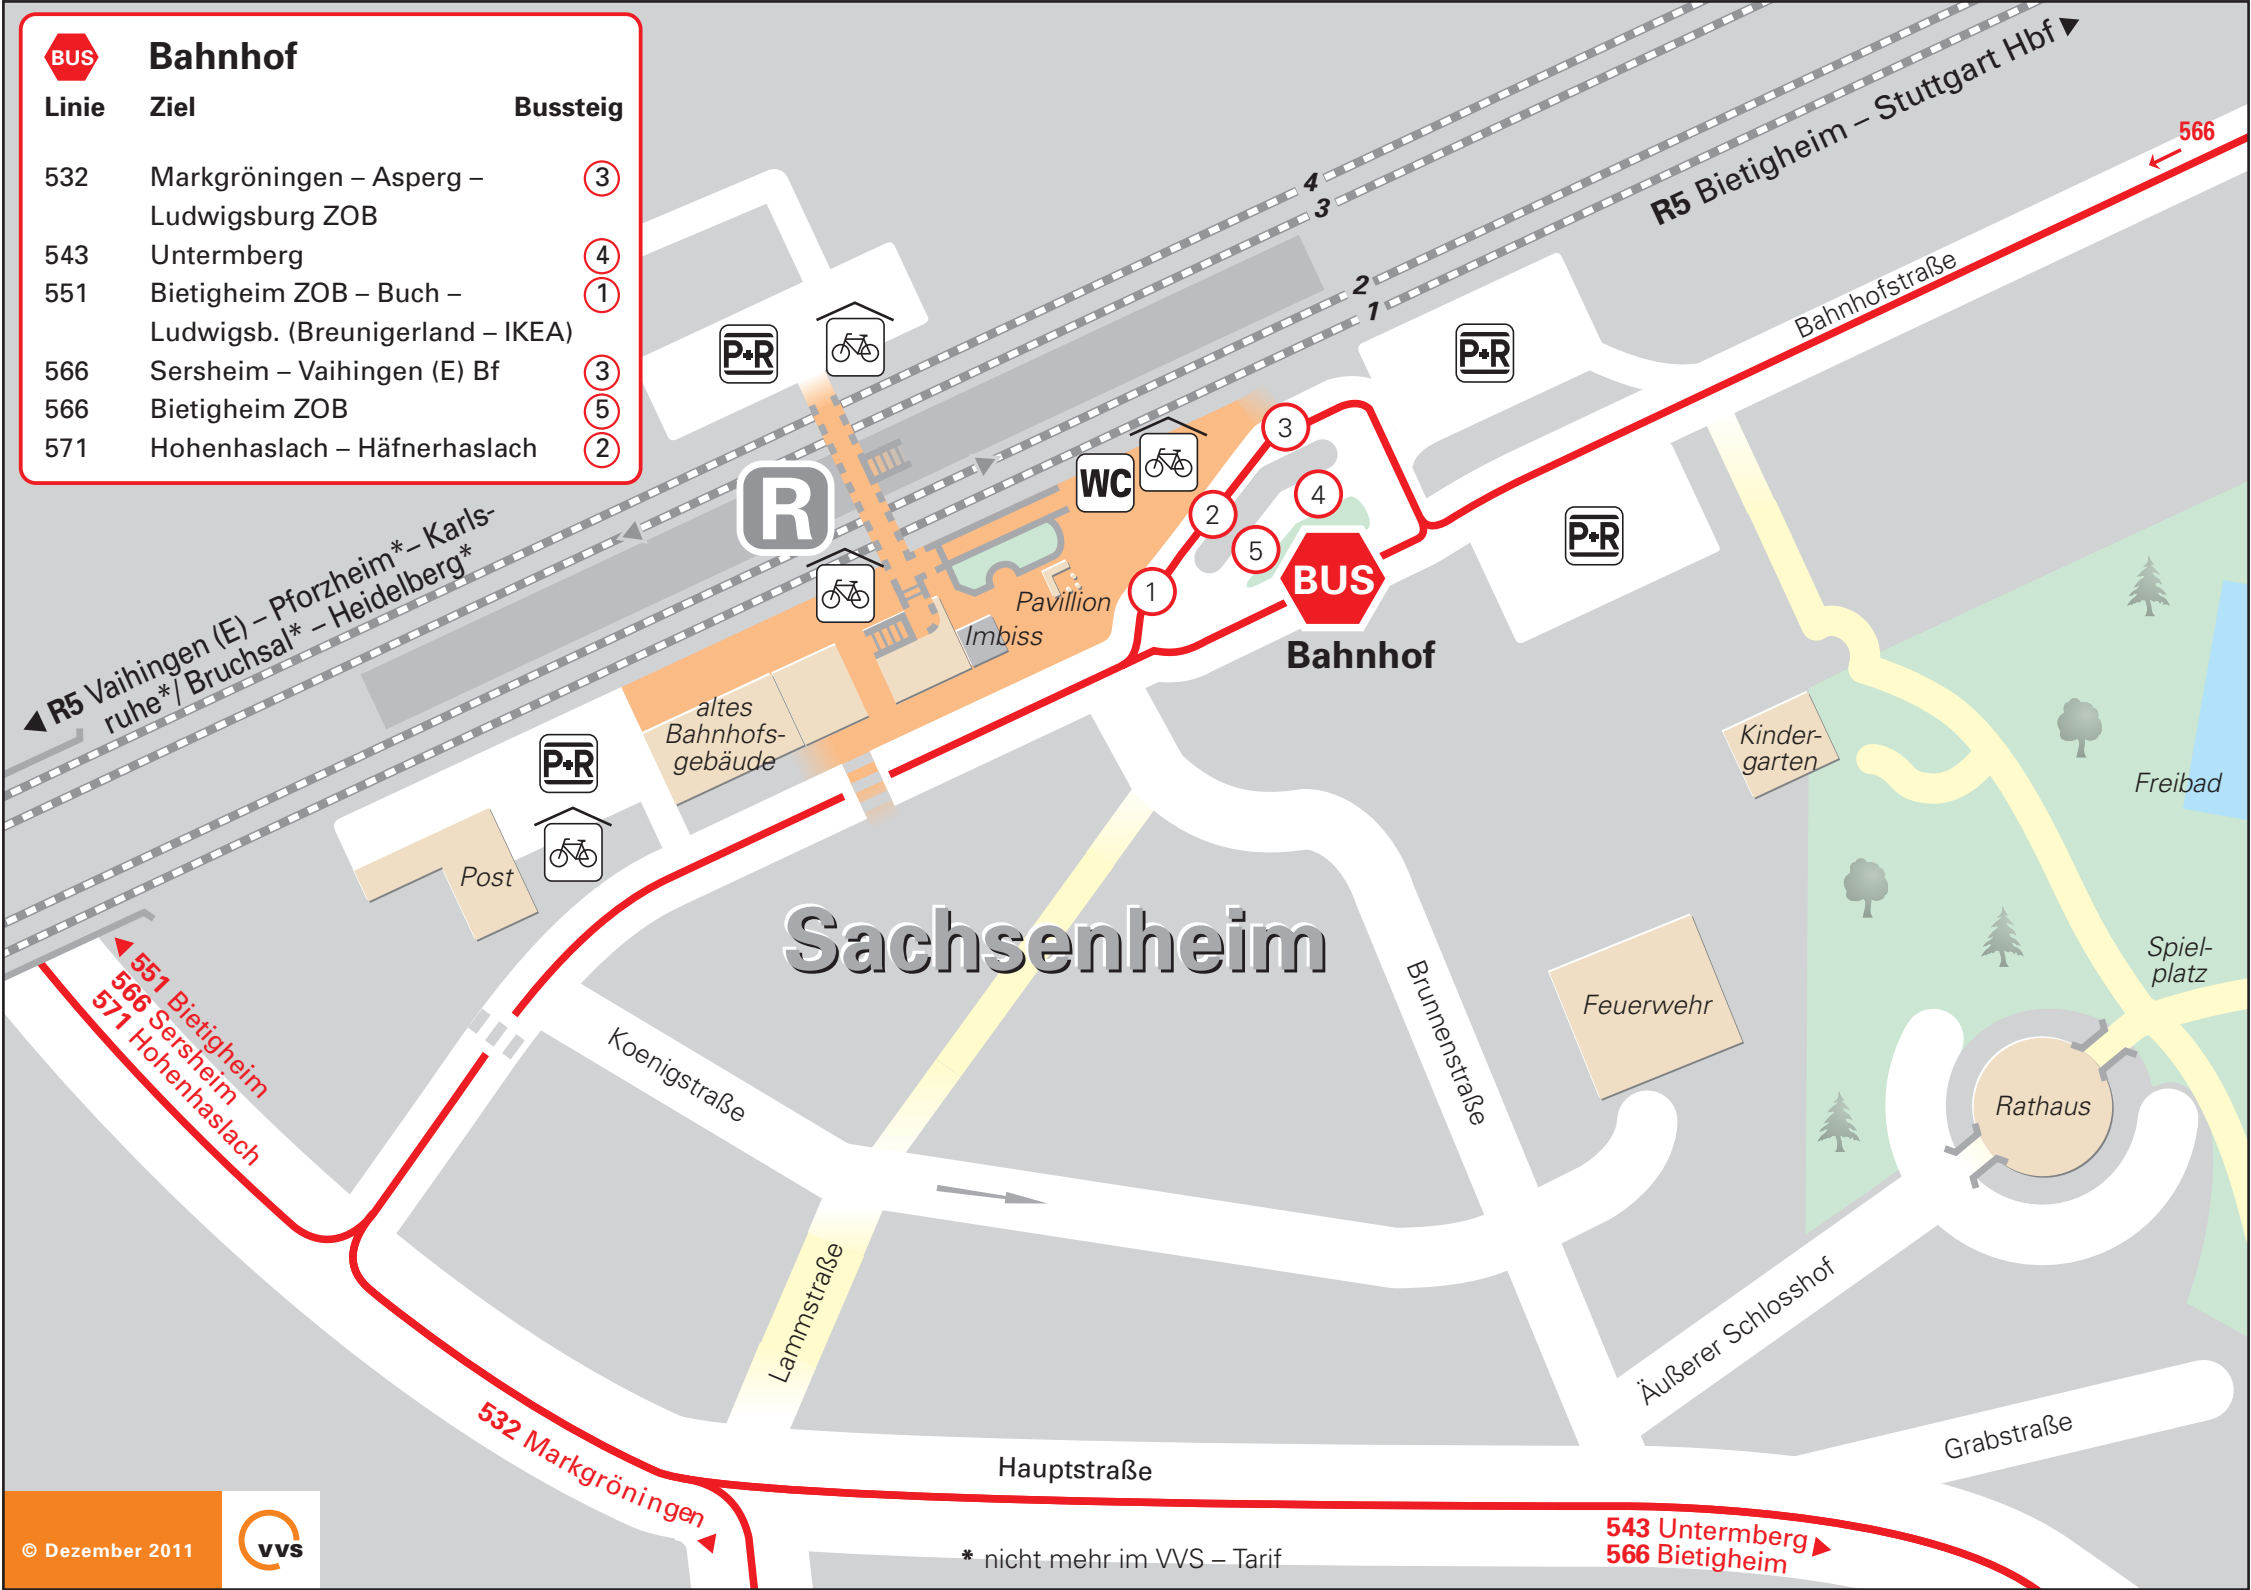 BUS Bahnhof
Linie Ziel Bussteig
532 Markgröningen – Asperg – 3
Ludwigsburg ZOB
543 Untermberg 4
551 Bietigheim ZOB – Buch – 1
Ludwigsb. (Breunigerland – IKEA)
566 Sersheim – Vaihingen (E) Bf 3
566 Bietigheim ZOB 5
571 Hohenhaslach – Häfnerhaslach 2
R5 Bietigheim – Stuttgart Hbf
566
4
3
2
1
Bahnhofstraße
P+R
P+R
P+R
WC
R
3
4
2
5
1
BUS
Bahnhof
R5 Vaihingen (E) – Pforzheim*– Karls-
ruhe*/ Bruchsal* – Heidelberg*
Pavillion
Imbiss
altes
Bahnhofs-
gebäude
P+R
Post
Kinder-
garten
Freibad
Sachsenheim
551 Bietigheim
566 Sersheim
571 Hohenhaslach
Koenigstraße
Brunnenstraße
Feuerwehr
Spiel-
platz
Rathaus
Lammstraße
Äußerer Schlosshof
Grabstraße
532 Markgröningen
Hauptstraße
543 Untermberg
566 Bietigheim
* nicht mehr im VVS – Tarif
© Dezember 2011
vvs